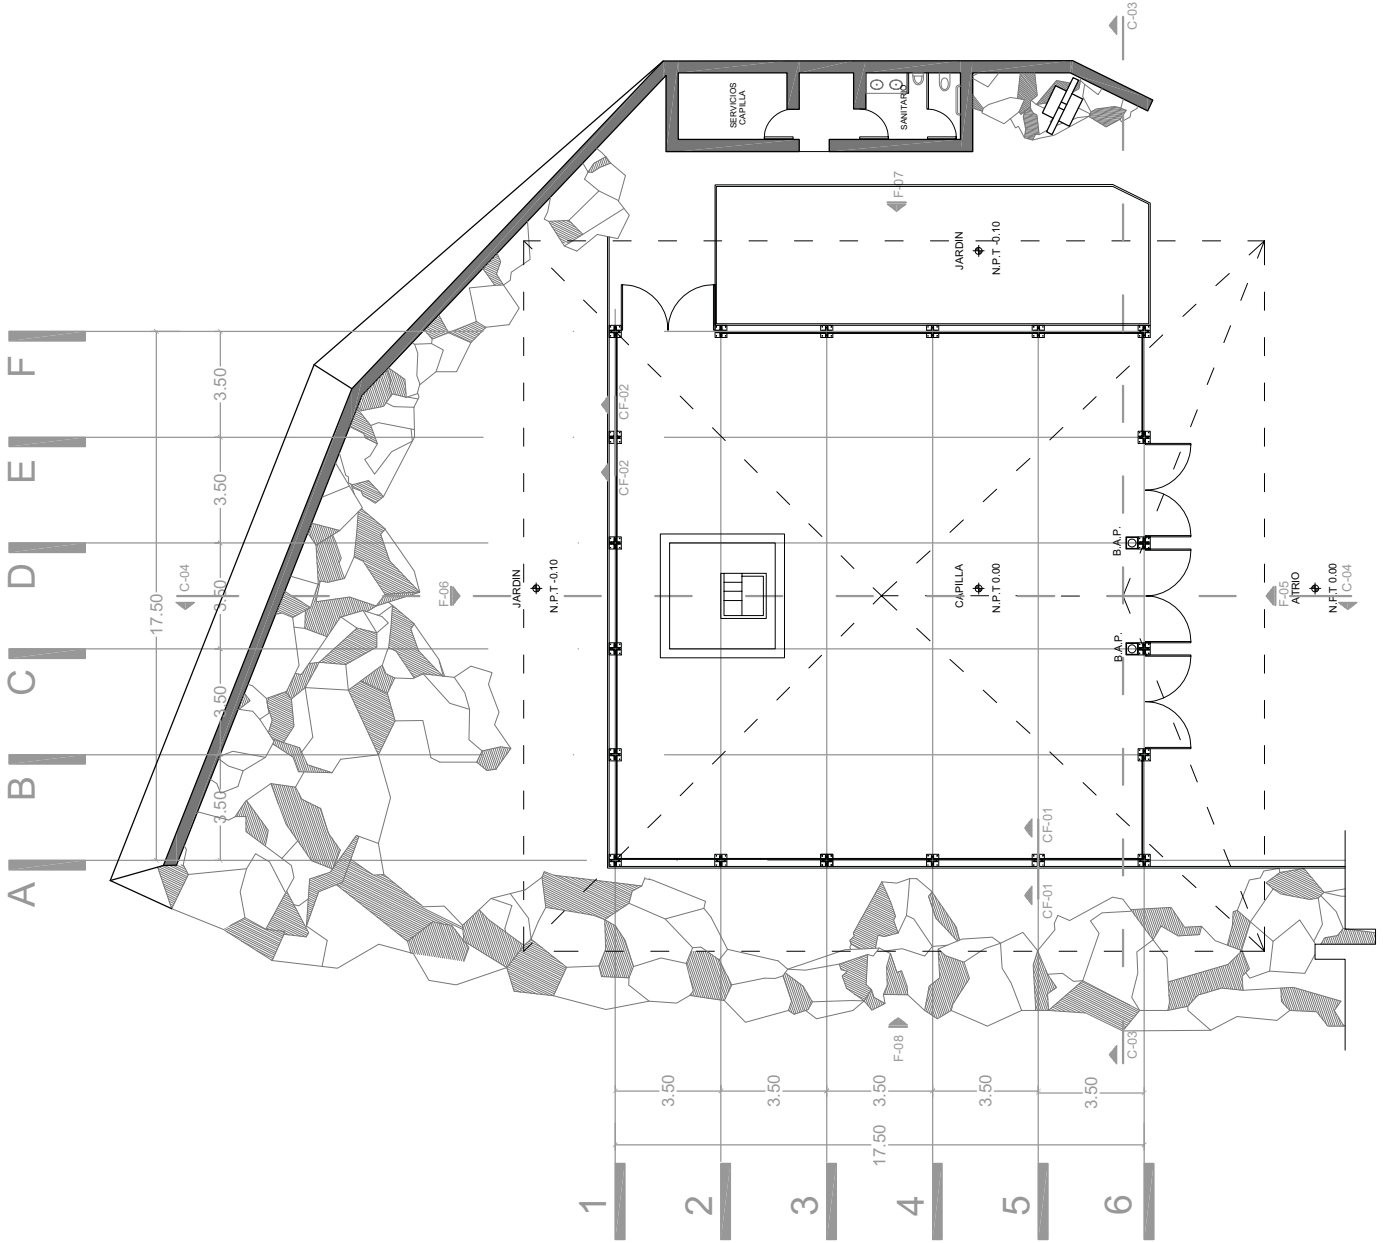 A
B
C
D
E
F
17.50
3.50
3.50
3.50
3.50
3.50
C-04
F-06
JARDIN
N.P.T -0.10
SERVICIOS
CAPILLA
SANITARIO
C-03
F-07
JARDIN
N.P.T -0.10
CF-02
CF-02
CAPILLA
N.P.T 0.00
B.A.P.
B.A.P.
F-05
ATRIO
N.P.T 0.00
C-04
CF-01
CF-01
F-08
C-03
3.50
3.50
3.50
3.50
3.50
17.50
1
2
3
4
5
6